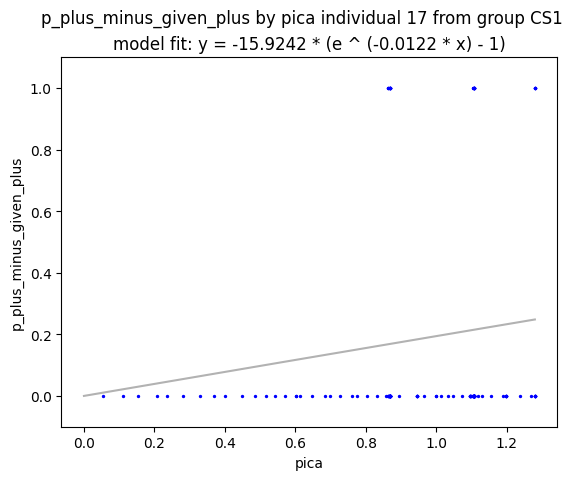 p_plus_minus_given_plus by pica individual 17 from group CS1
model fit: y = -15.9242 * (e ^ (-0.0122 * x) - 1)
1.0
0.8
0.6
0.4
0.2
0.0
p_plus_minus_given_plus
0.0 0.2 0.4 0.6 0.8 1.0 1.2
pica